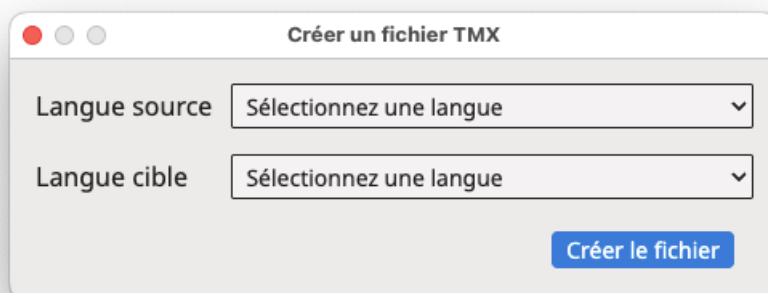 Créer un fichier TMX
Langue source Sélectionnez une langue
Langue cible Sélectionnez une langue
Créer le fichier